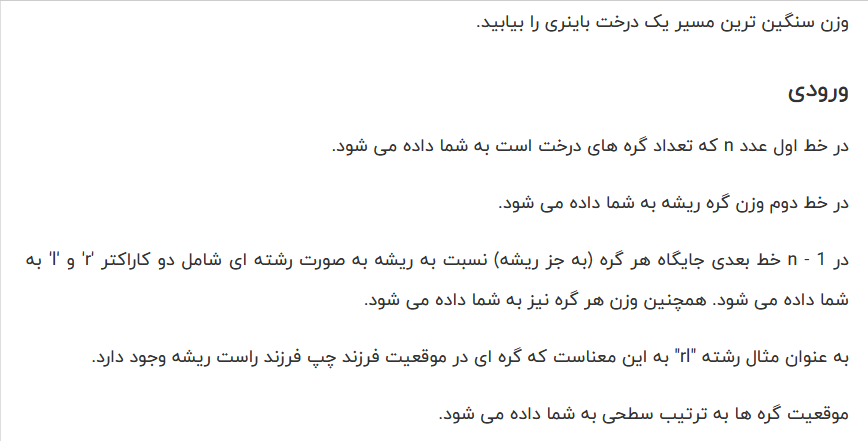 وزن سنگین ترین مسیر یک درخت باینری را بیابید.
ورودی
در خط اول عدد n که تعداد گره های درخت است به شما داده می شود.
در خط دوم وزن گره ریشه به شما داده می شود.
در n - 1 خط بعدی جایگاه هر گره (به جز ریشه) نسبت به ریشه به صورت رشته ای شامل دو کاراکتر 'r' و 'l' به
شما داده می شود. همچنین وزن هر گره نیز به شما داده می شود.
به عنوان مثال رشته "rl" به این معناست که گره ای در موقعیت فرزند چپ فرزند راست ریشه وجود دارد.
موقعیت گره ها به ترتیب سطحی به شما داده می شود.